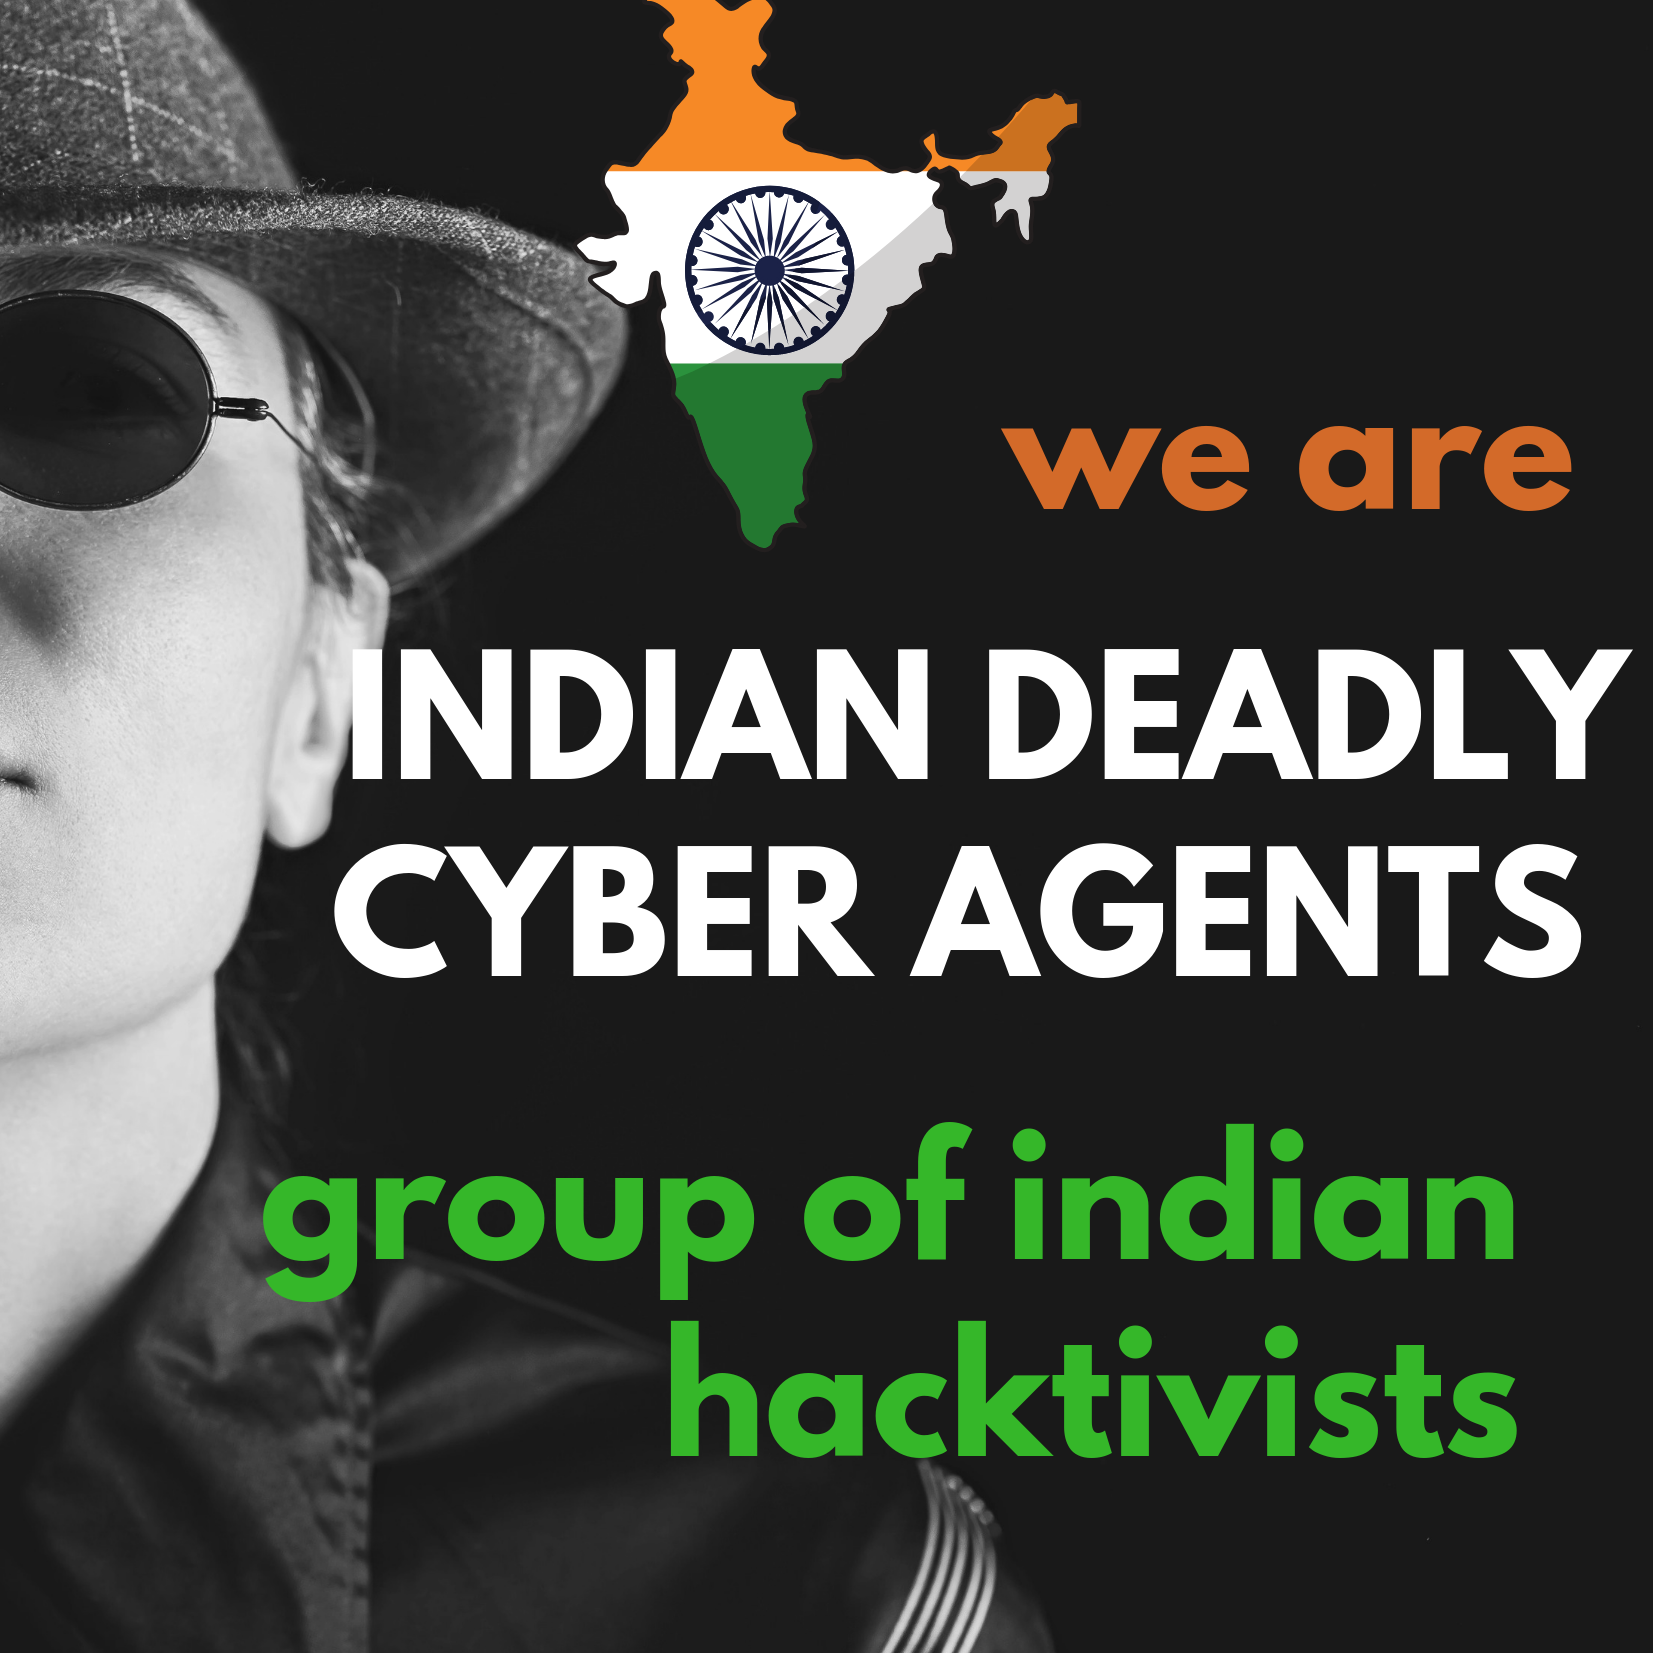 we are
INDIAN DEADLY
CYBER AGENTS
group of indian
hacktivists